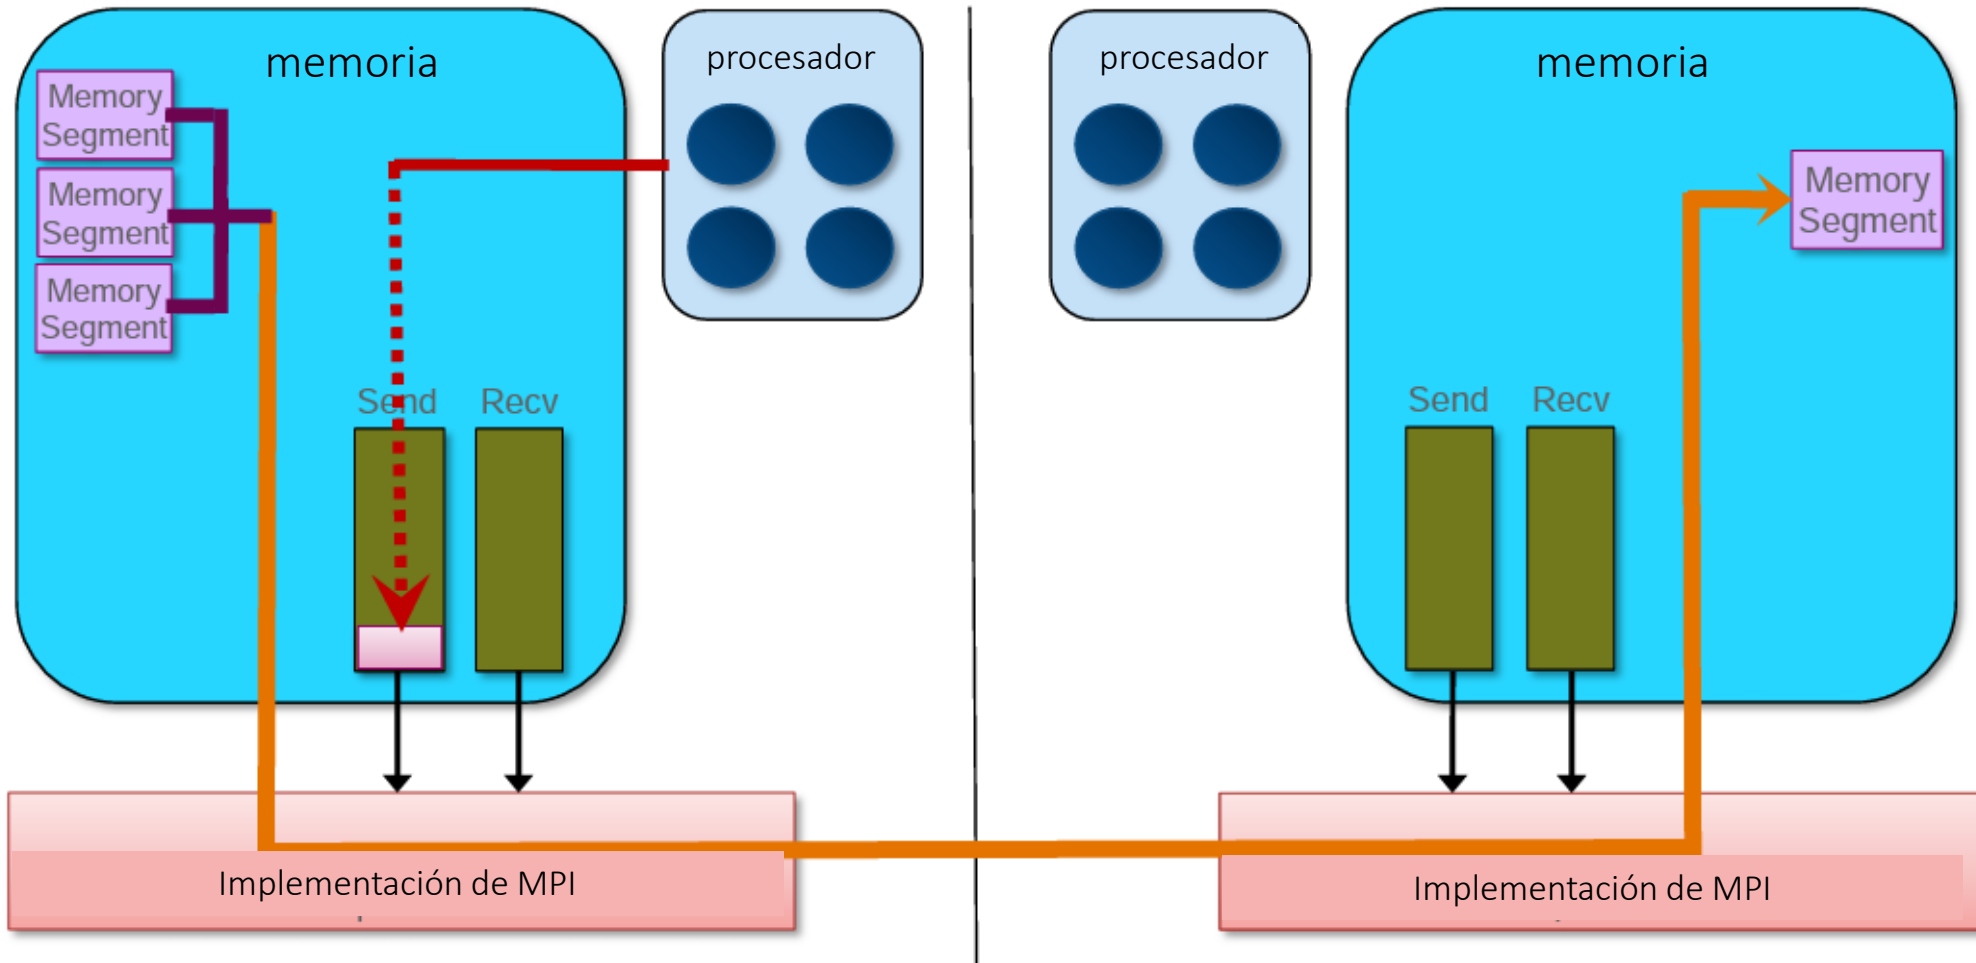 memoria
Memory
Segment
Memory
Segment
Memory
Segment
procesador
Send
Recv
Implementación de MPI
procesador
memoria
Memory
Segment
Send
Recv
Implementación de MPI